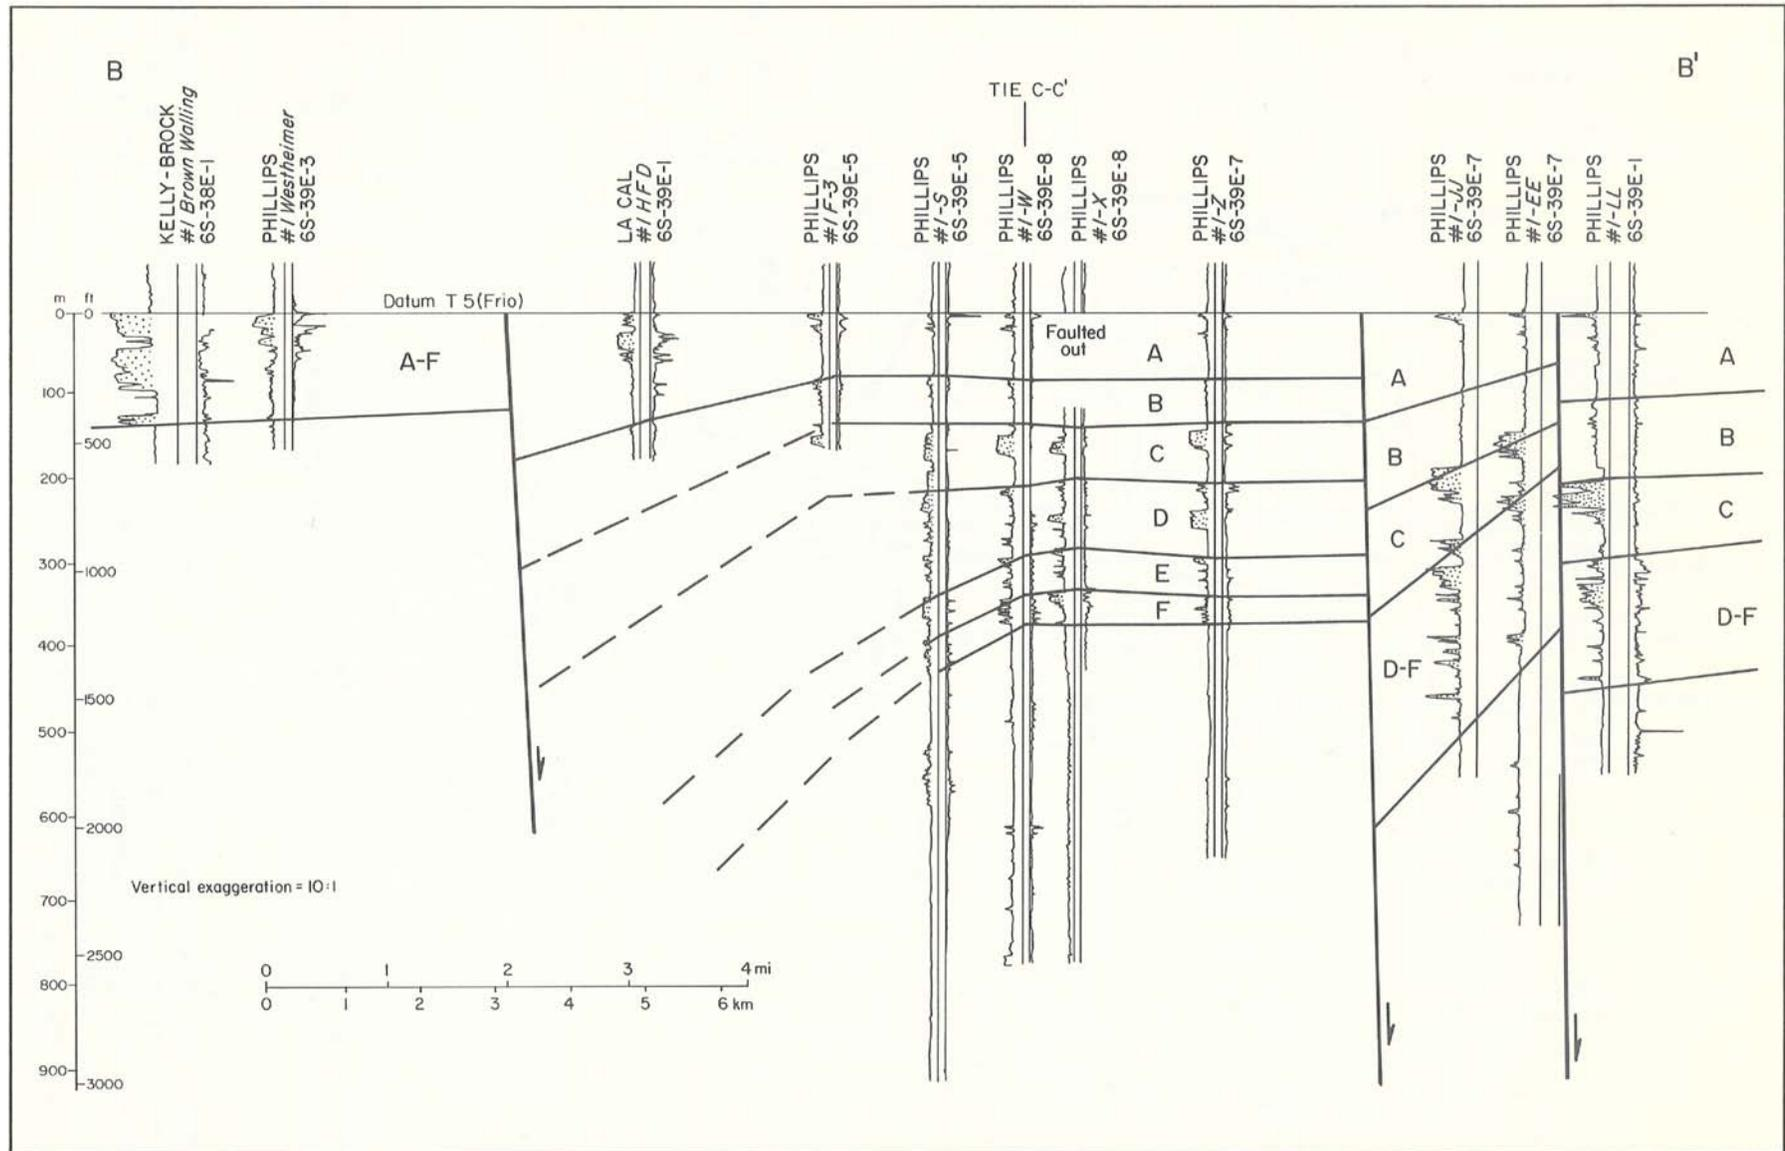 B
B'
TIE C-C'
KELLY-BROCK
#1 Brown Walling
6S-38E-1
PHILLIPS
#1 Westheimer
6S-39E-3
LA CAL
#1 HFD
6S-39E-1
PHILLIPS
#1 F-3
6S-39E-5
PHILLIPS
#1-S
6S-39E-5
PHILLIPS
#1-W
6S-39E-8
PHILLIPS
#1-X
6S-39E-8
PHILLIPS
#1-Z
6S-39E-7
PHILLIPS
#1-JJ
6S-39E-7
PHILLIPS
#1-EE
6S-39E-7
PHILLIPS
#1-LL
6S-39E-1
m ft
0 0
100
500
200
300
1000
400
1500
500
600
2000
700
2500
800
900
3000
Datum T 5 (Frio)
A-F
Faulted
out
A
B
C
D
E
F
A
B
C
D-F
A
B
C
D-F
Vertical exaggeration = 10:1
0 1 2 3 4 mi
0 1 2 3 4 5 6 km